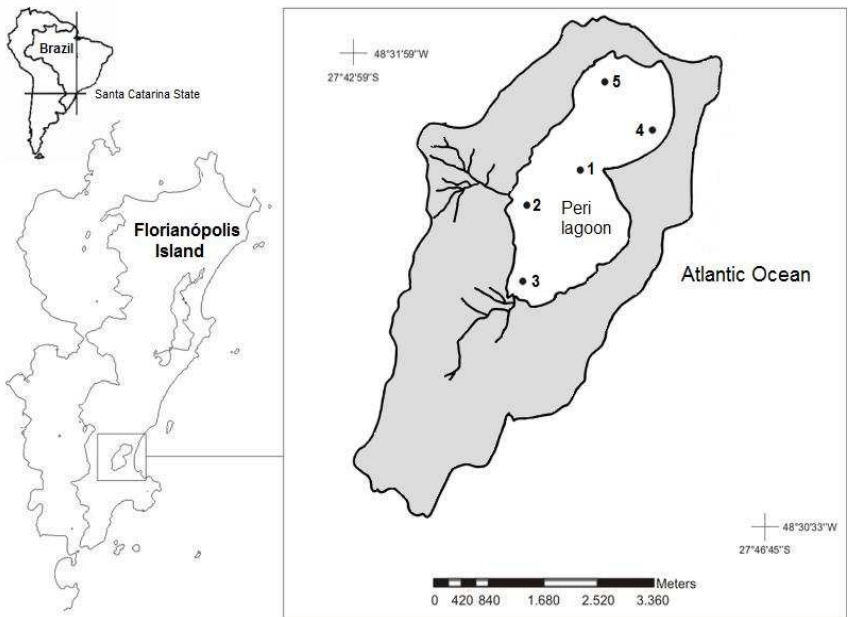 Brazil
Santa Catarina State
Florianópolis
Island
48°31'59"W
27°42'59"S
5
4
1
2
Peri
lagoon
3
Atlantic Ocean
48°30'33"W
27°46'45"S
Meters
0 420 840 1.680 2.520 3.360